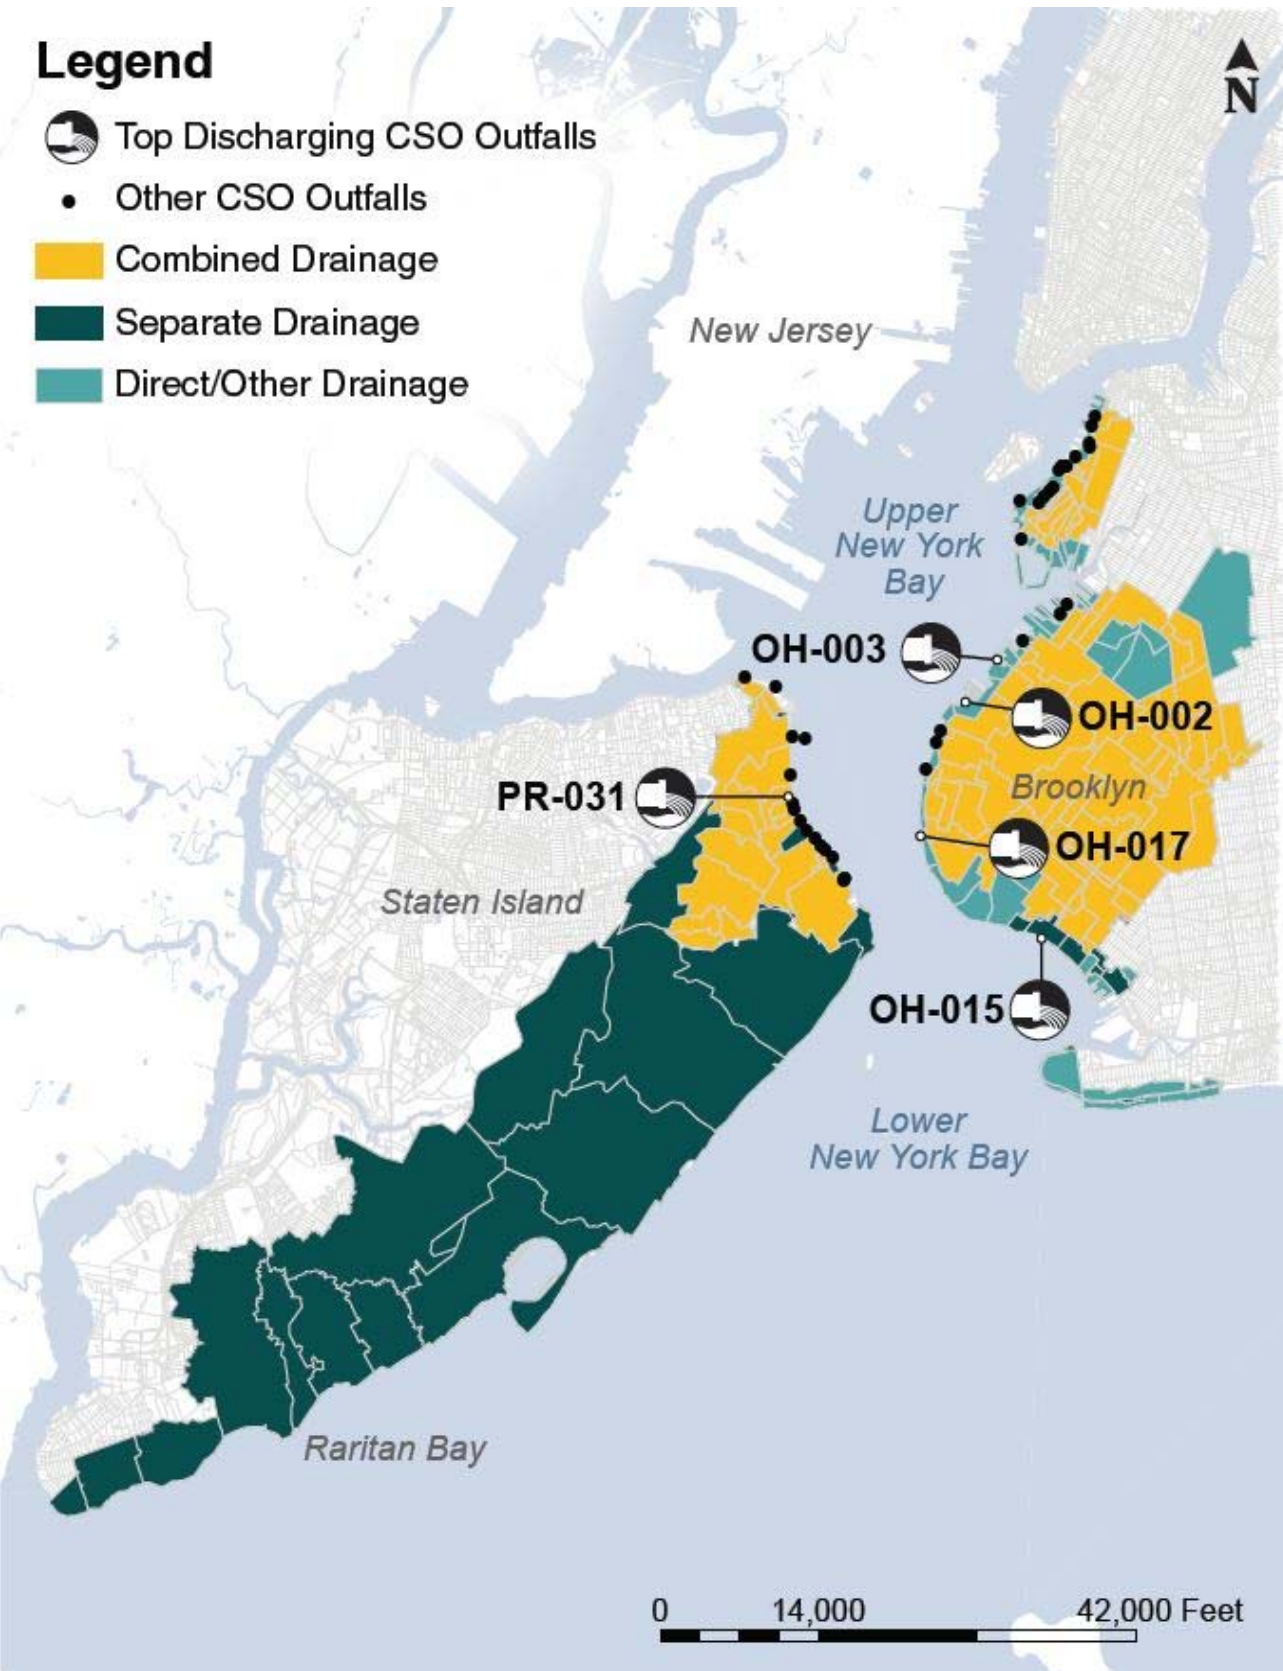 Legend
N
Top Discharging CSO Outfalls
Other CSO Outfalls
Combined Drainage
Separate Drainage
Direct/Other Drainage
New Jersey
Upper
New York
Bay
OH-003
OH-002
PR-031
Brooklyn
OH-017
Staten Island
OH-015
Lower
New York Bay
Raritan Bay
0 14,000 42,000 Feet